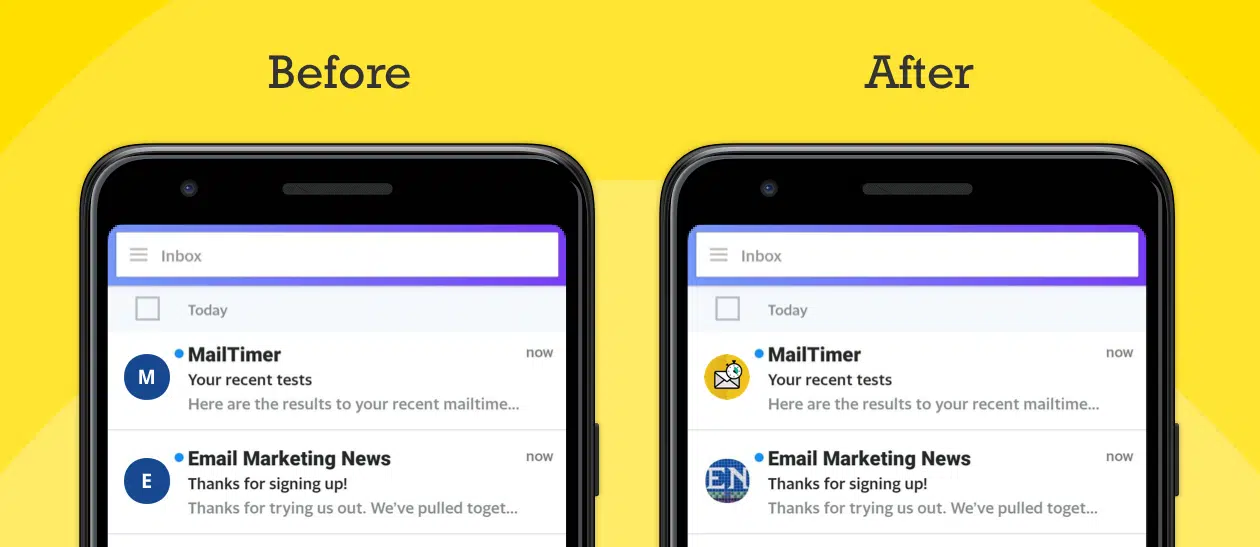 Before
After
Inbox
Today
M
MailTimer
now
Your recent tests
Here are the results to your recent mailtime...
E
Email Marketing News
now
Thanks for signing up!
Thanks for trying us out. We've pulled toget...
Inbox
Today
MailTimer
now
Your recent tests
Here are the results to your recent mailtime...
EN
Email Marketing News
now
Thanks for signing up!
Thanks for trying us out. We've pulled toget...